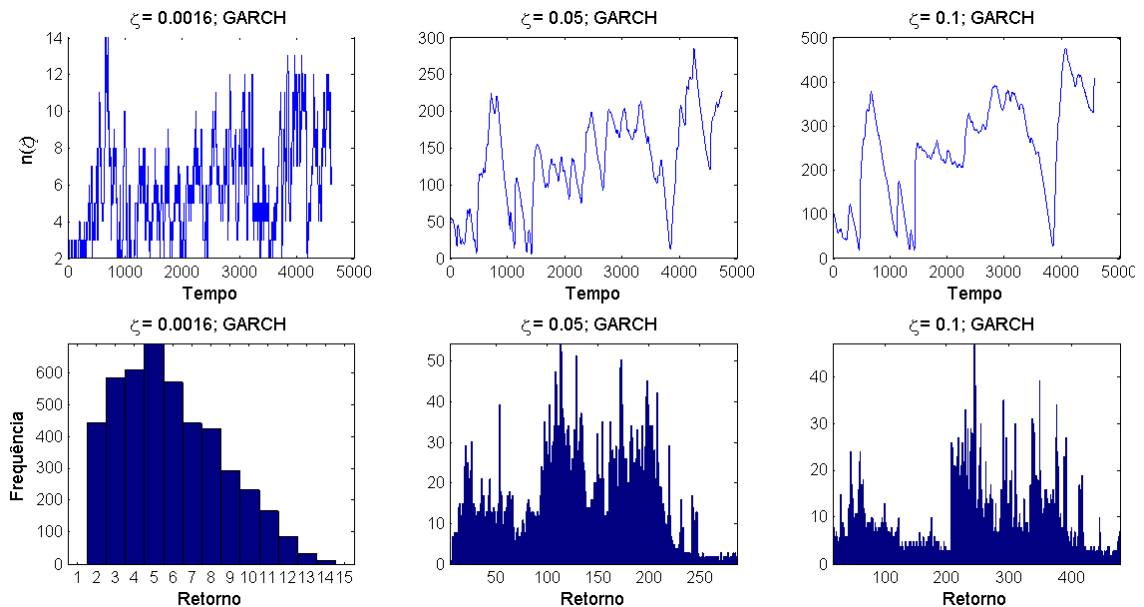 ζ = 0.0016; GARCH
ζ = 0.05; GARCH
ζ = 0.1; GARCH
14
12
10
8
6
4
2
n(ζ)
0 1000 2000 3000 4000 5000
Tempo
300
250
200
150
100
50
0
0 1000 2000 3000 4000 5000
Tempo
500
400
300
200
100
0
0 1000 2000 3000 4000 5000
Tempo
ζ = 0.0016; GARCH
ζ = 0.05; GARCH
ζ = 0.1; GARCH
600
500
400
300
200
100
0
Frequência
1 2 3 4 5 6 7 8 9 10 11 12 13 14 15
Retorno
50
40
30
20
10
0
50 100 150 200 250
Retorno
40
30
20
10
0
100 200 300 400
Retorno